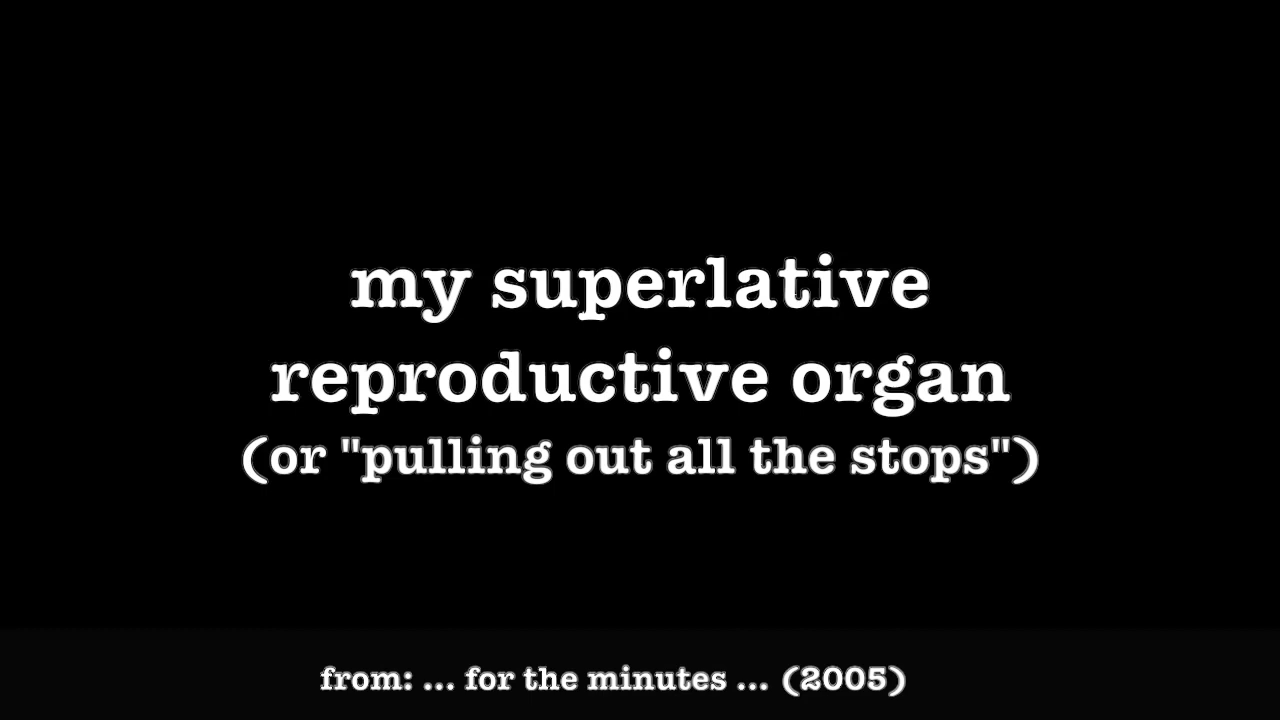 my superlative
reproductive organ
(or "pulling out all the stops")
from: ... for the minutes ... (2005)